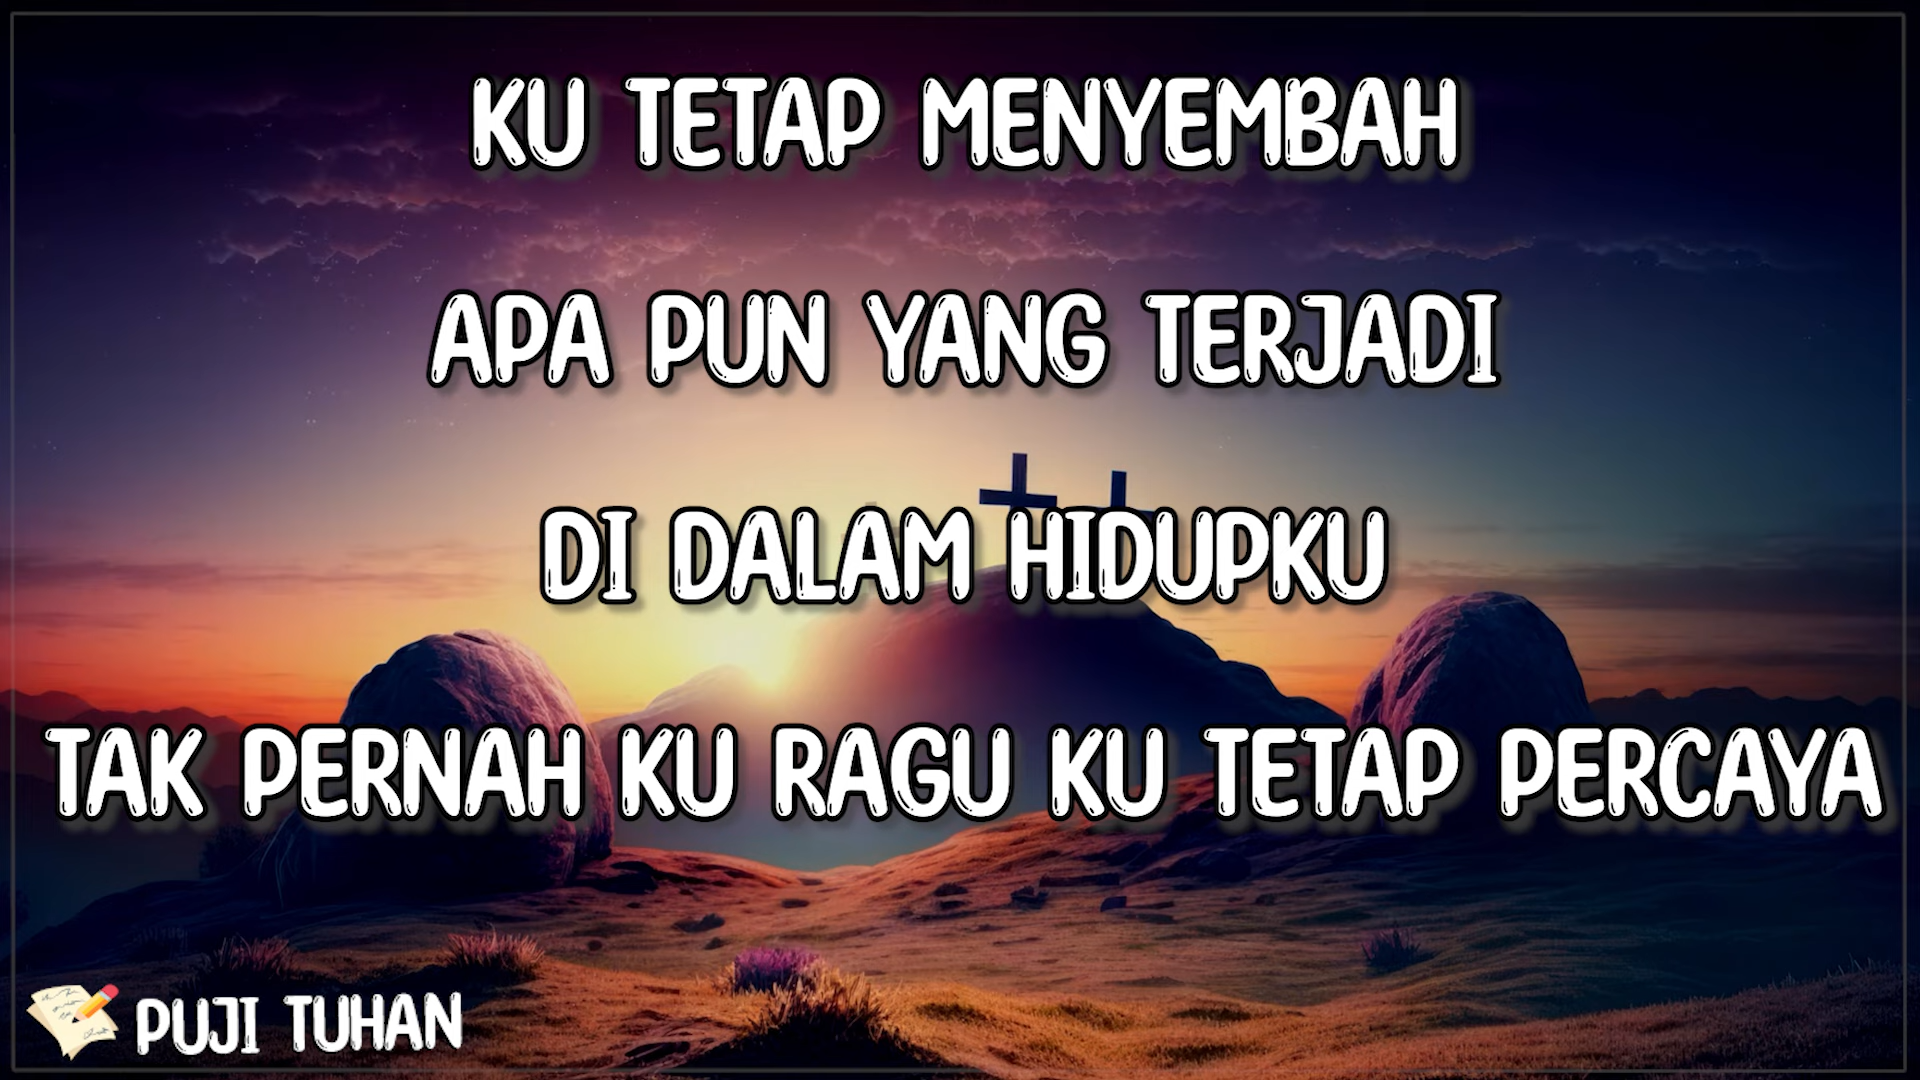 KU TETAP MENYEMBAH
APA PUN YANG TERJADI
DI DALAM HIDUPKU
TAK PERNAH KU RAGU KU TETAP PERCAYA
PUJI TUHAN